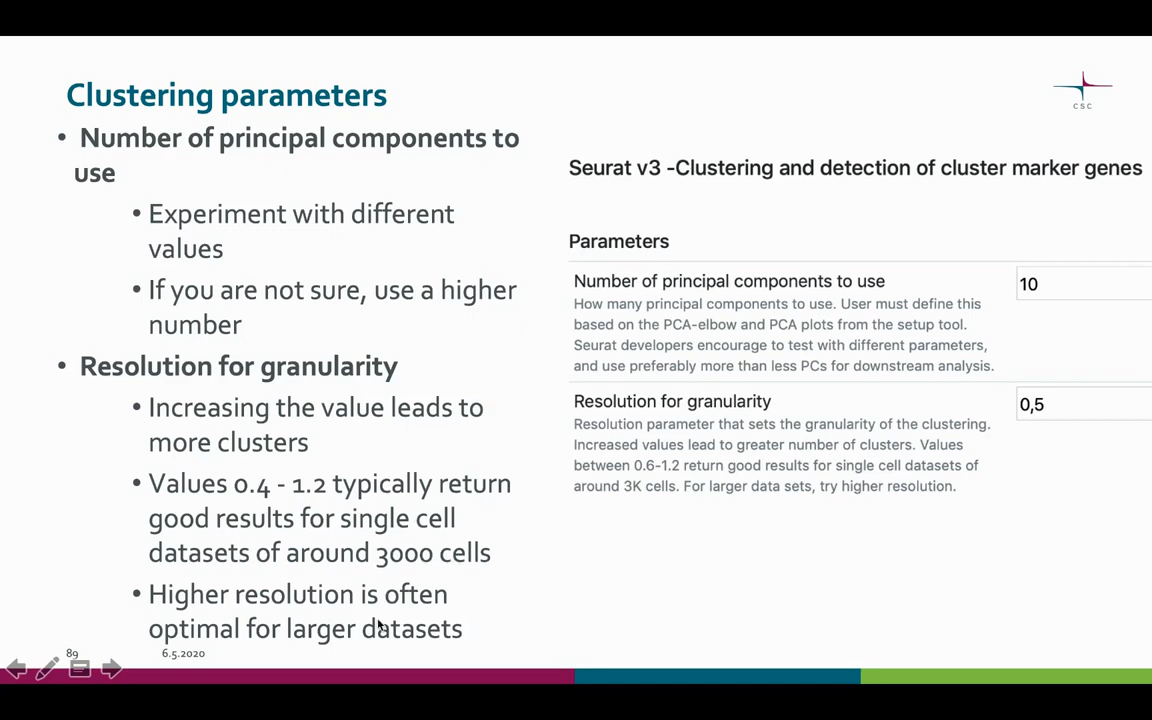 Clustering parameters
• Number of principal components to
use
• Experiment with different
values
• If you are not sure, use a higher
number
• Resolution for granularity
• Increasing the value leads to
more clusters
• Values 0.4 - 1.2 typically return
good results for single cell
datasets of around 3000 cells
• Higher resolution is often
optimal for larger datasets
89
6.5.2020
CSC
Seurat v3 -Clustering and detection of cluster marker genes
Parameters
Number of principal components to use
10
How many principal components to use. User must define this
based on the PCA-elbow and PCA plots from the setup tool.
Seurat developers encourage to test with different parameters,
and use preferably more than less PCs for downstream analysis.
Resolution for granularity
0,5
Resolution parameter that sets the granularity of the clustering.
Increased values lead to greater number of clusters. Values
between 0.6-1.2 return good results for single cell datasets of
around 3K cells. For larger data sets, try higher resolution.